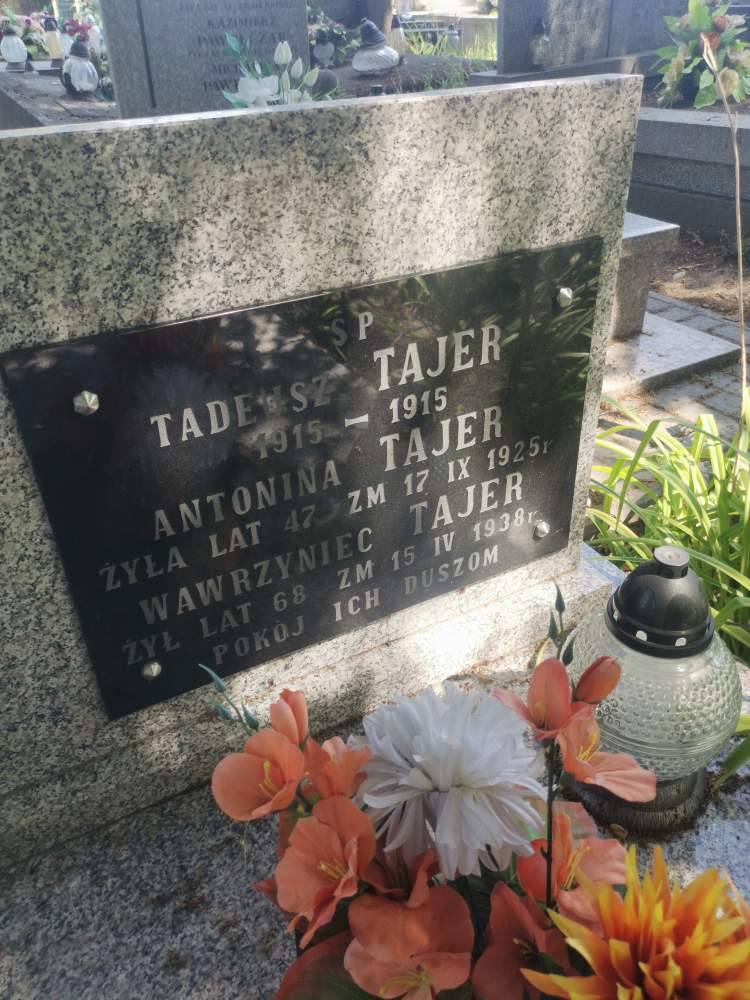 KAZIMIERZ
ŚP
TADEUSZ TAJER
1915 – 1915
ANTONINA TAJER
ŻYŁA LAT 47 ZM 17 IX 1925r
WAWRZYNIEC TAJER
ŻYŁ LAT 68 ZM 15 IV 1938r.
POKÓJ ICH DUSZOM